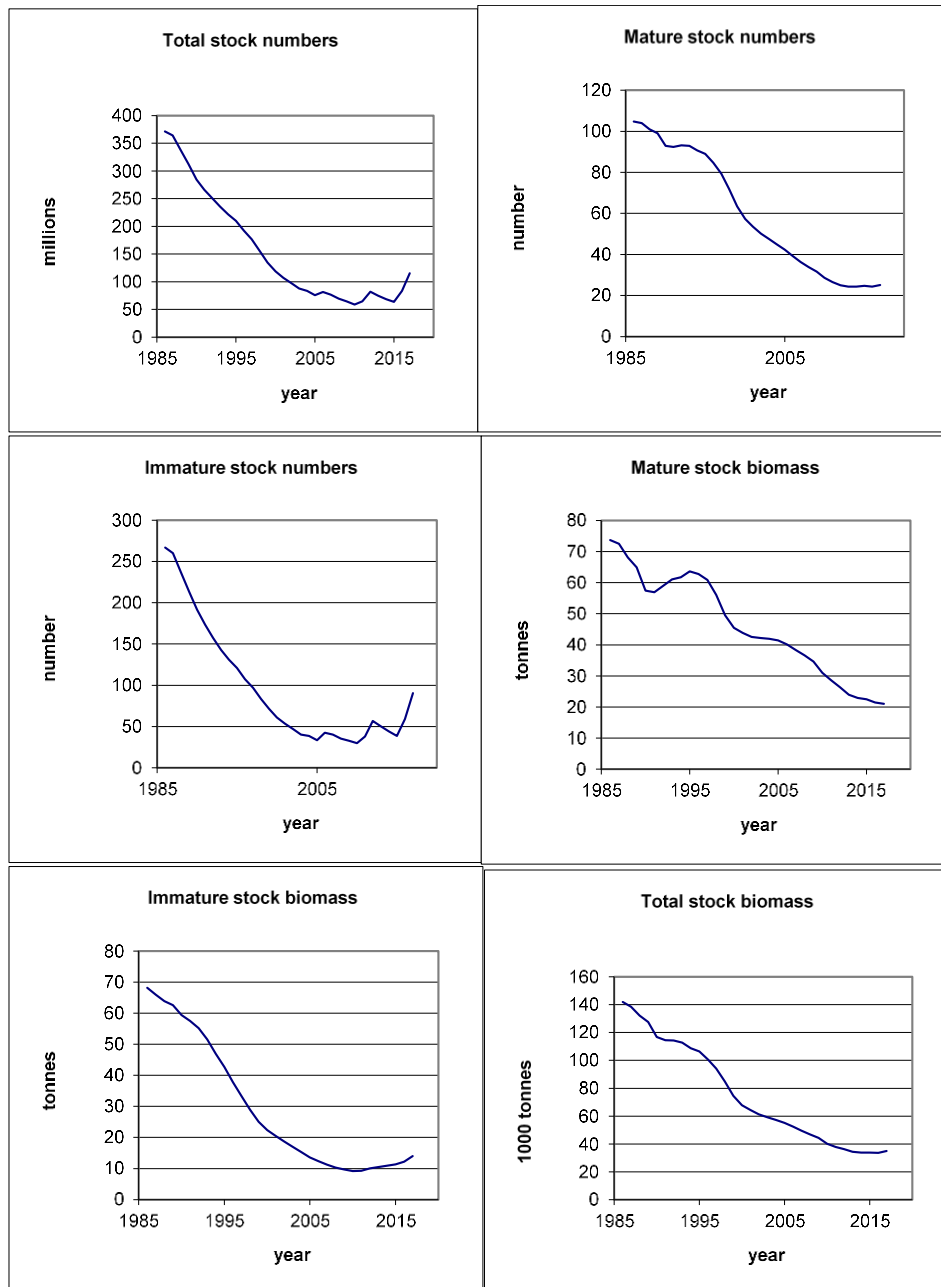 Total stock numbers
400
350
300
250
200
150
100
50
0
1985 1995 2005 2015
millions
year
Mature stock numbers
120
100
80
60
40
20
0
1985 2005
number
year
Immature stock numbers
300
250
200
150
100
50
0
1985 2005
number
year
Mature stock biomass
80
70
60
50
40
30
20
10
0
1985 1995 2005 2015
tonnes
year
Immature stock biomass
80
70
60
50
40
30
20
10
0
1985 1995 2005 2015
tonnes
year
Total stock biomass
160
140
120
100
80
60
40
20
0
1985 1995 2005 2015
1000 tonnes
year